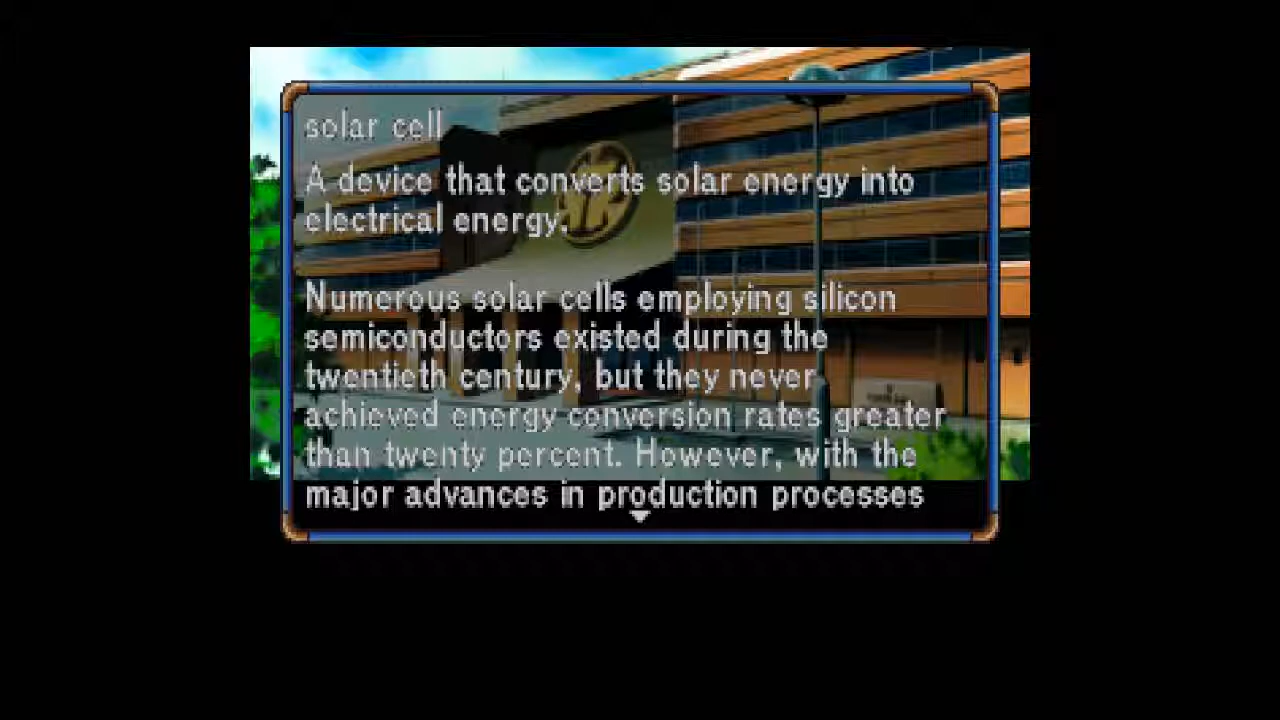 solar cell
A device that converts solar energy into
electrical energy.
Numerous solar cells employing silicon
semiconductors existed during the
twentieth century, but they never
achieved energy conversion rates greater
than twenty percent. However, with the
major advances in production processes